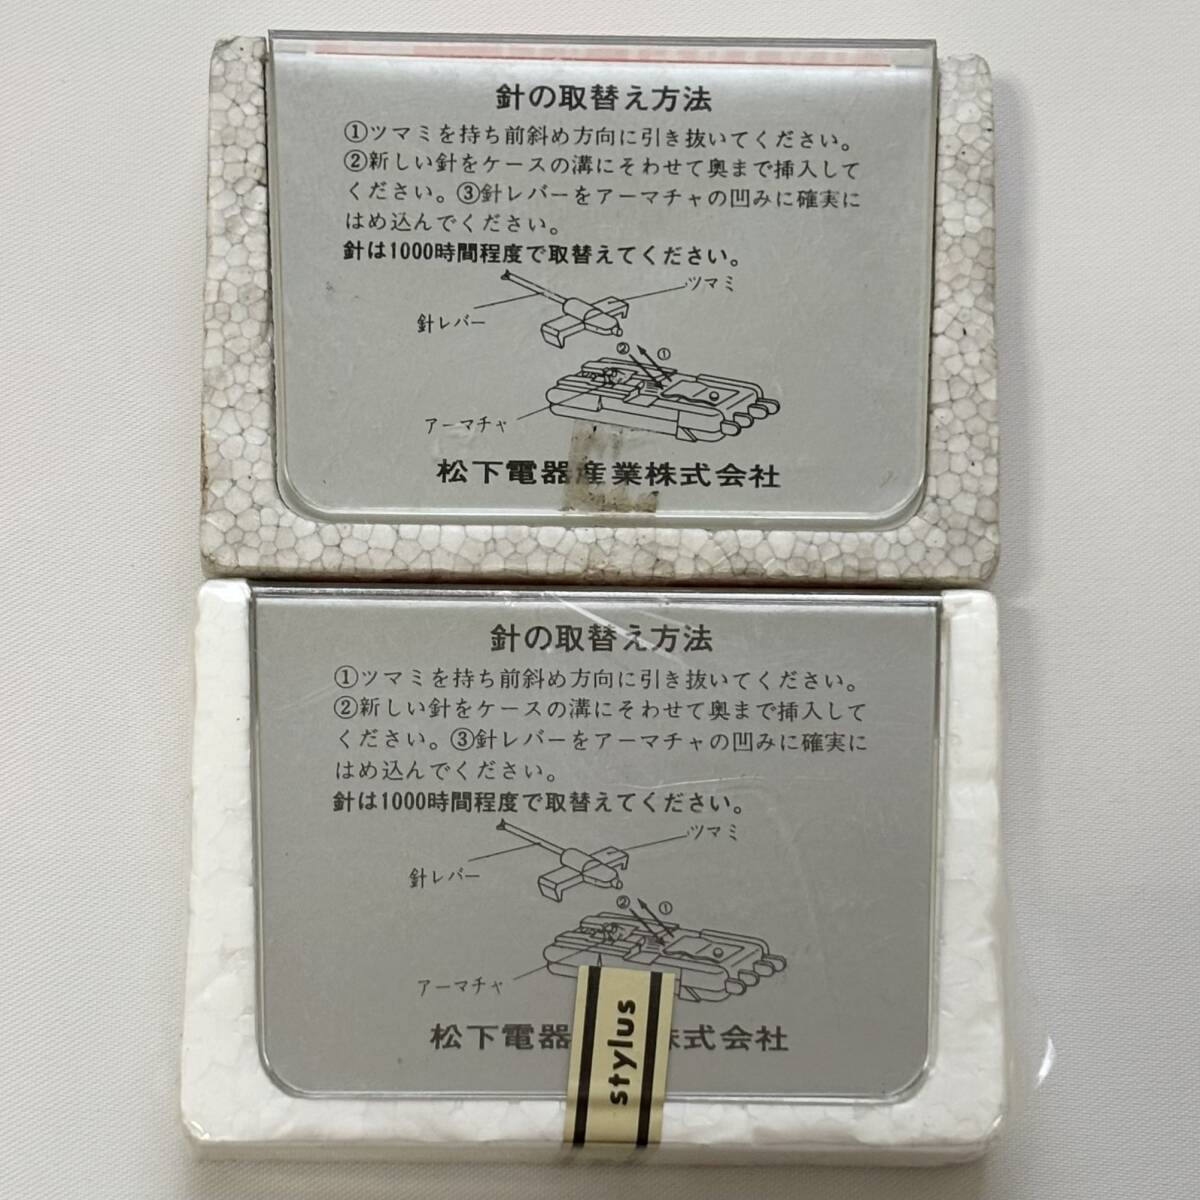 針の取替え方法
①ツマミを持ち前斜め方向に引き抜いてください。
②新しい針をケースの溝にそわせて奥まで挿入して
ください。③針レバーをアーマチャの凹みに確実に
はめ込んでください。
針は1000時間程度で取替えてください。
ツマミ
針レバー
② ①
アーマチャ
松下電器産業株式会社
針の取替え方法
①ツマミを持ち前斜め方向に引き抜いてください。
②新しい針をケースの溝にそわせて奥まで挿入して
ください。③針レバーをアーマチャの凹みに確実に
はめ込んでください。
針は1000時間程度で取替えてください。
ツマミ
針レバー
② ①
アーマチャ
松下電器 株式会社
stylus